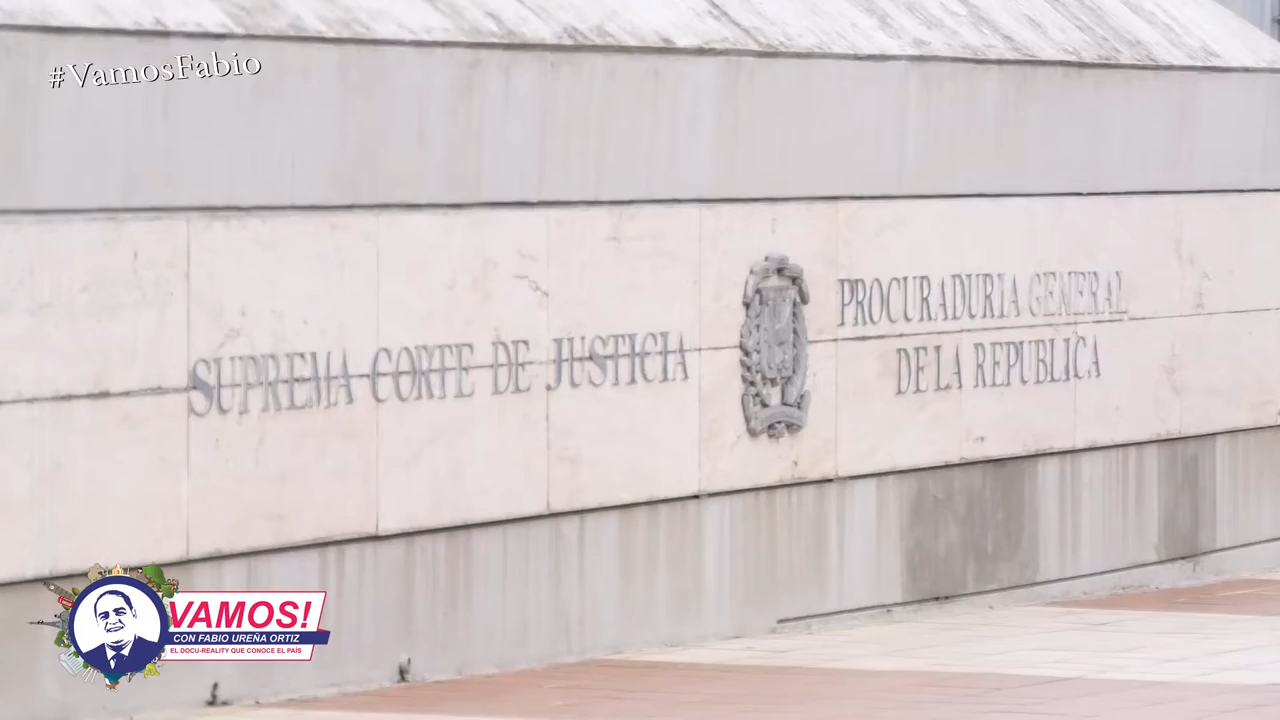 #VamosFabio
SUPREMA CORTE DE JUSTICIA
PROCURADURIA GENERAL
DE LA REPUBLICA
VAMOS!
CON FABIO UREÑA ORTIZ
EL DOCU-REALITY QUE CONOCE EL PAÍS